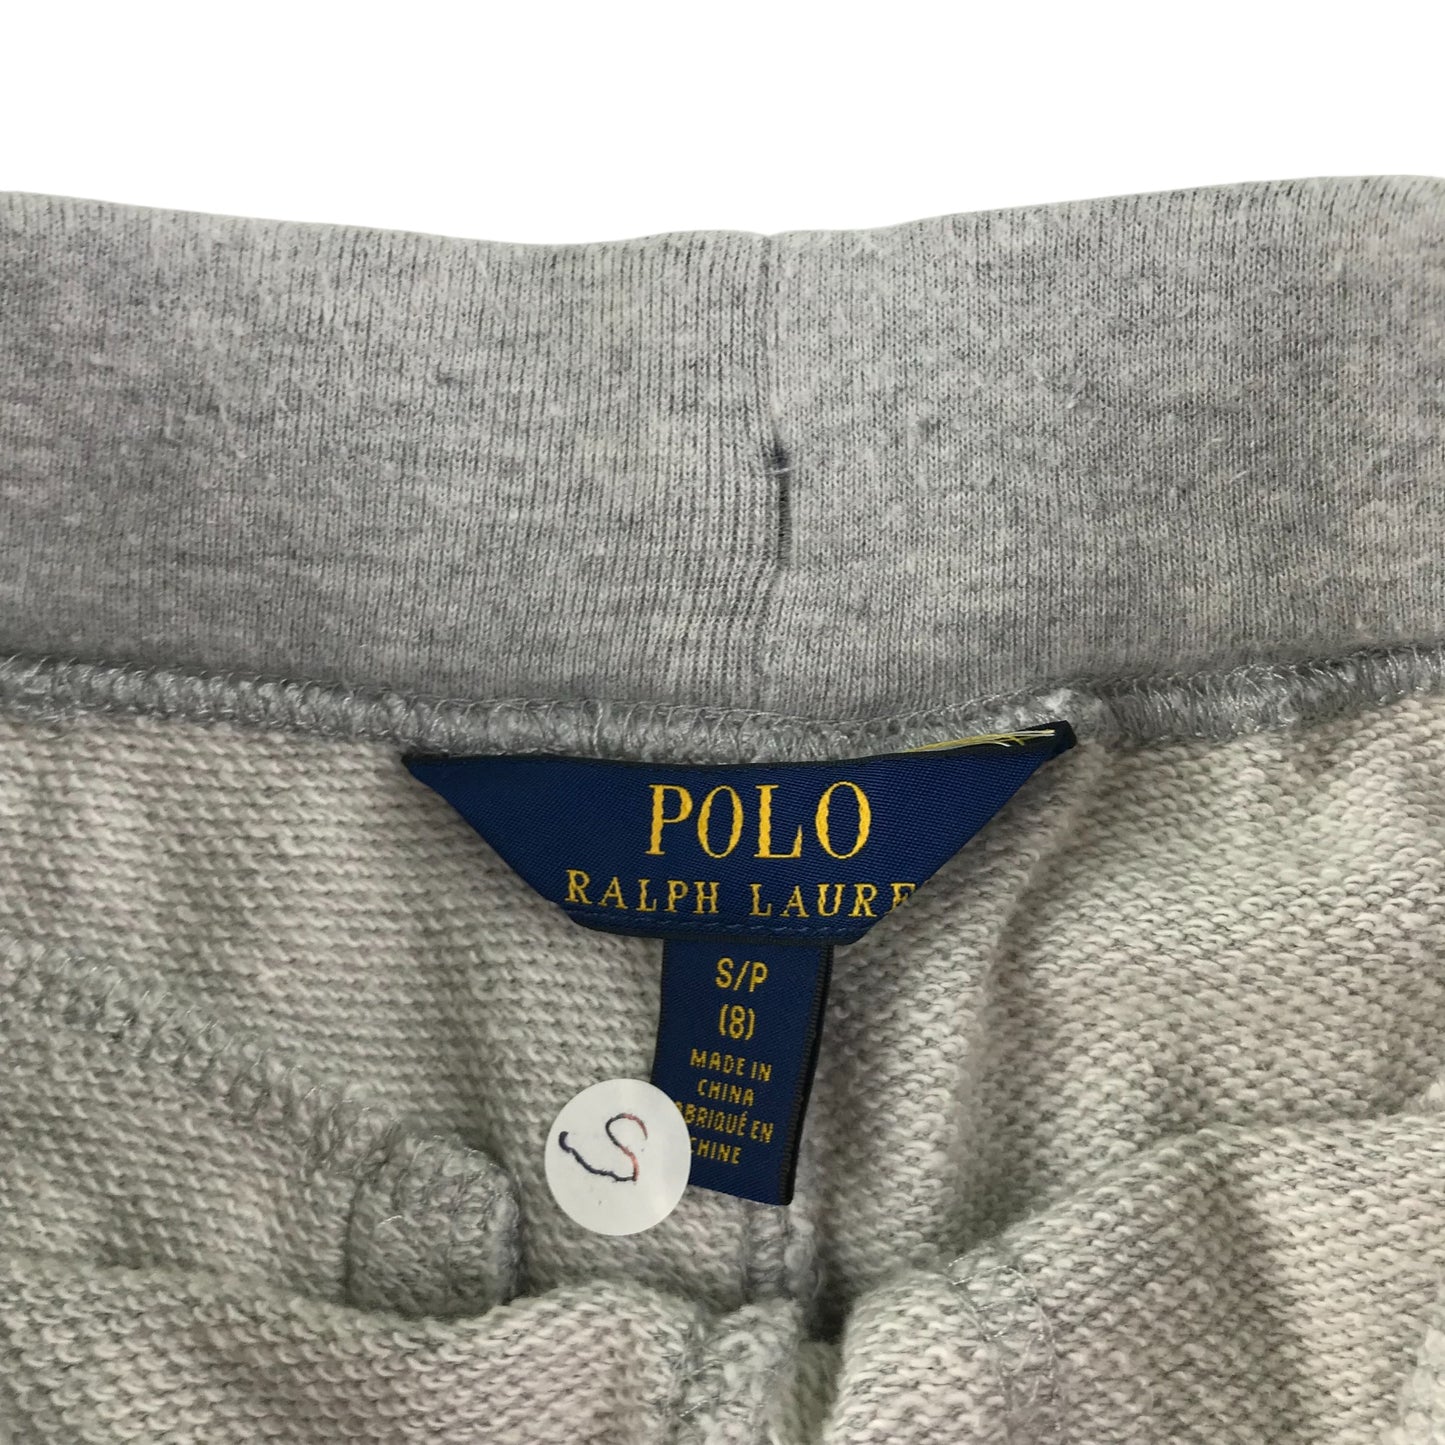 POLO
RALPH LAURE
S/P
(8)
MADE IN
CHINA
ABRIQUÉ EN
CHINE
S